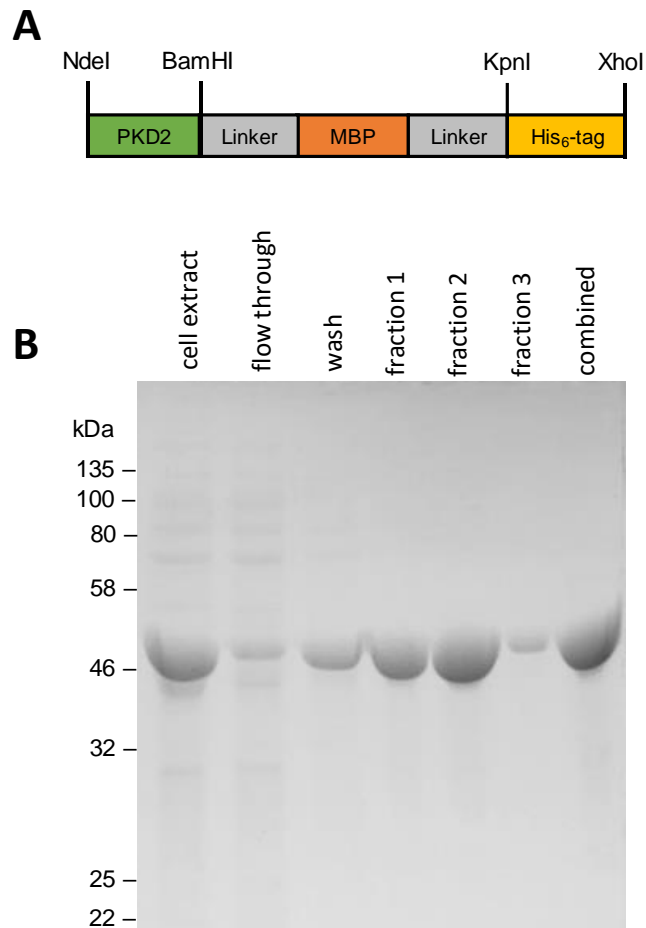 A
NdeI BamHI KpnI XhoI
PKD2 Linker MBP Linker His₆-tag
B
cell extract
flow through
wash
fraction 1
fraction 2
fraction 3
combined
kDa
135
100
80
58
46
32
25
22